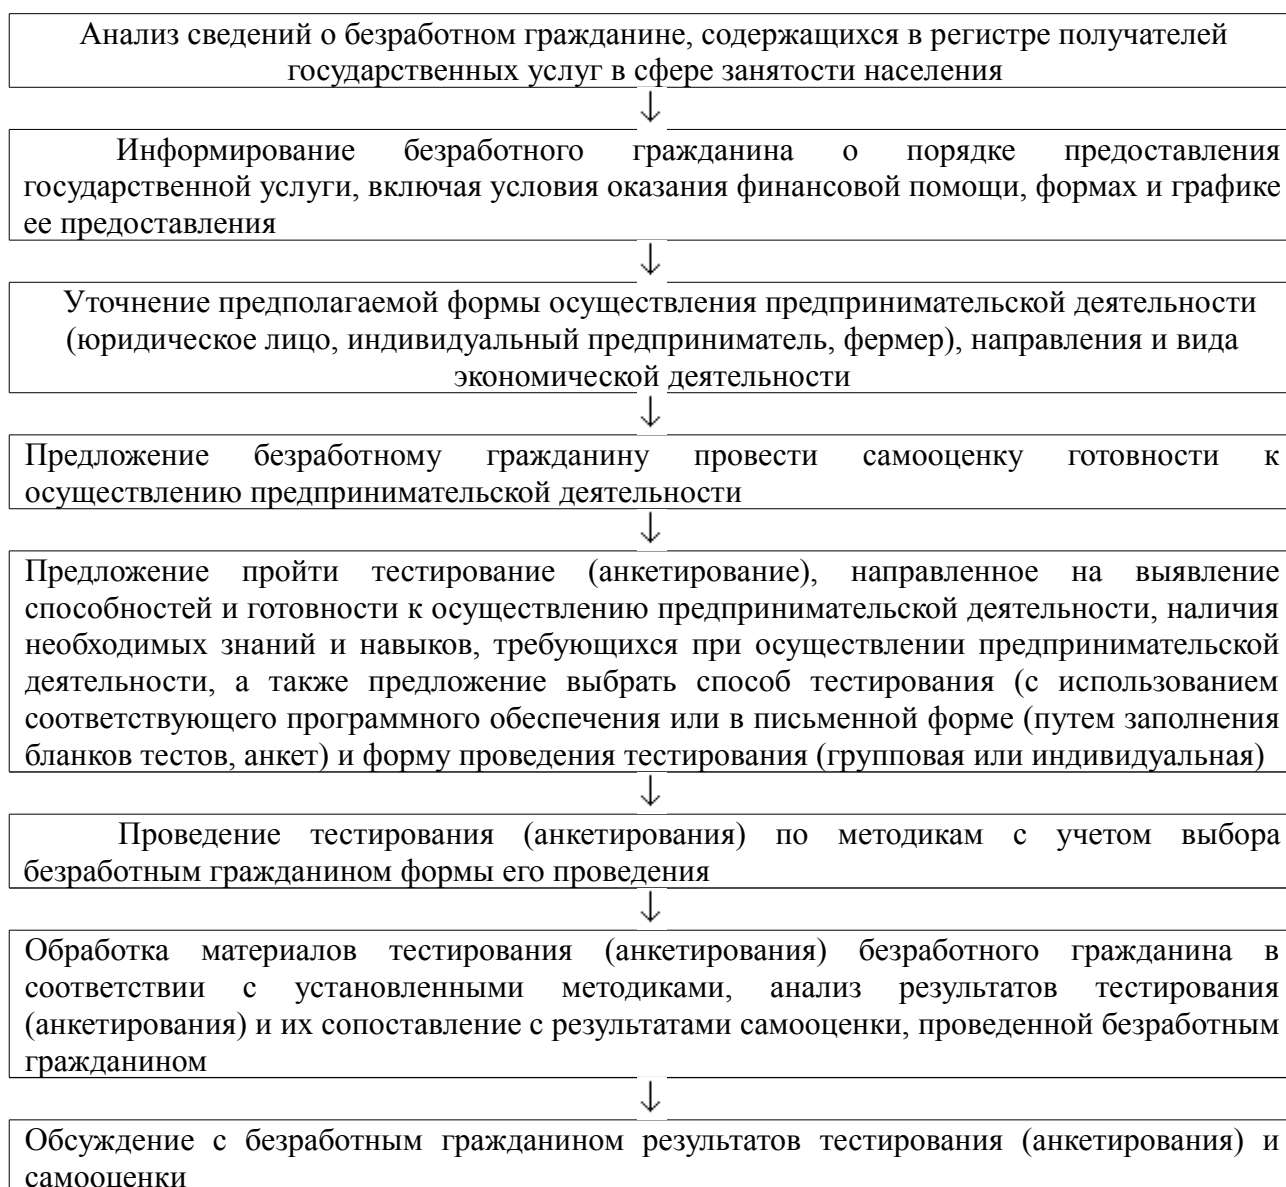 Анализ сведений о безработном гражданине, содержащихся в регистре получателей
государственных услуг в сфере занятости населения
↓
Информирование безработного гражданина о порядке предоставления
государственной услуги, включая условия оказания финансовой помощи, формах и графике
ее предоставления
↓
Уточнение предполагаемой формы осуществления предпринимательской деятельности
(юридическое лицо, индивидуальный предприниматель, фермер), направления и вида
экономической деятельности
↓
Предложение безработному гражданину провести самооценку готовности к
осуществлению предпринимательской деятельности
↓
Предложение пройти тестирование (анкетирование), направленное на выявление
способностей и готовности к осуществлению предпринимательской деятельности, наличия
необходимых знаний и навыков, требующихся при осуществлении предпринимательской
деятельности, а также предложение выбрать способ тестирования (с использованием
соответствующего программного обеспечения или в письменной форме (путем заполнения
бланков тестов, анкет) и форму проведения тестирования (групповая или индивидуальная)
↓
Проведение тестирования (анкетирования) по методикам с учетом выбора
безработным гражданином формы его проведения
↓
Обработка материалов тестирования (анкетирования) безработного гражданина в
соответствии с установленными методиками, анализ результатов тестирования
(анкетирования) и их сопоставление с результатами самооценки, проведенной безработным
гражданином
↓
Обсуждение с безработным гражданином результатов тестирования (анкетирования) и
самооценки